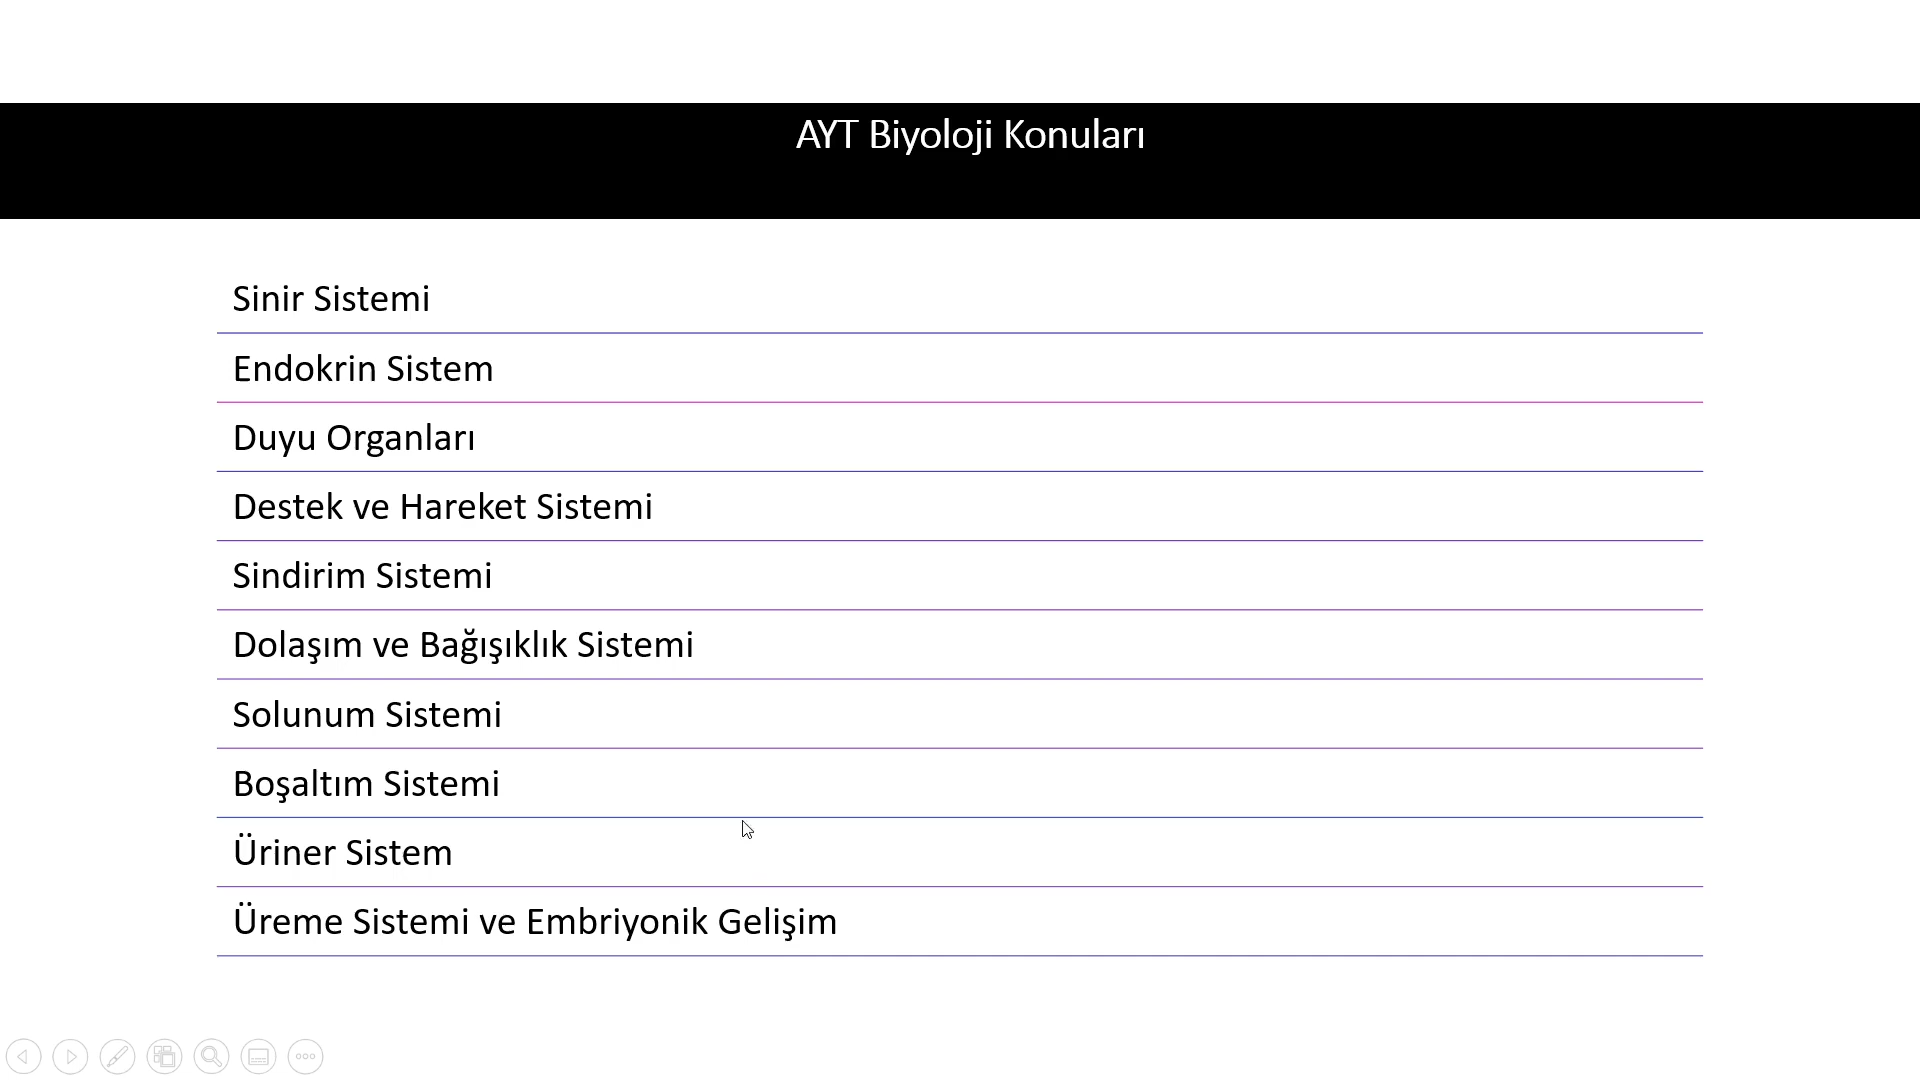 AYT Biyoloji Konuları
Sinir Sistemi
Endokrin Sistem
Duyu Organları
Destek ve Hareket Sistemi
Sindirim Sistemi
Dolaşım ve Bağışıklık Sistemi
Solunum Sistemi
Boşaltım Sistemi
Üriner Sistem
Üreme Sistemi ve Embriyonik Gelişim